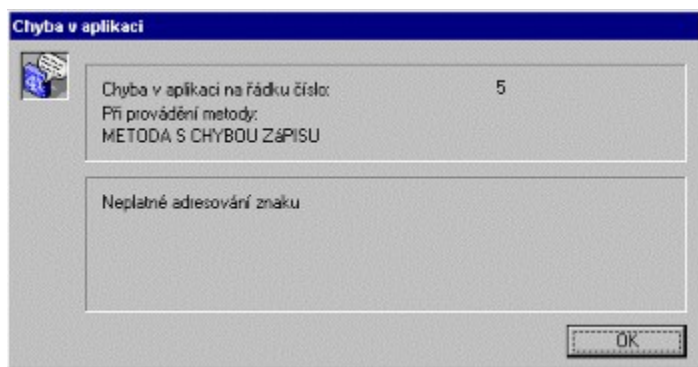 Chyba v aplikaci
Chyba v aplikaci na řádku číslo: 5
Při provádění metody:
METODA S CHYBOU ZáPISU
Neplatné adresování znaku
OK